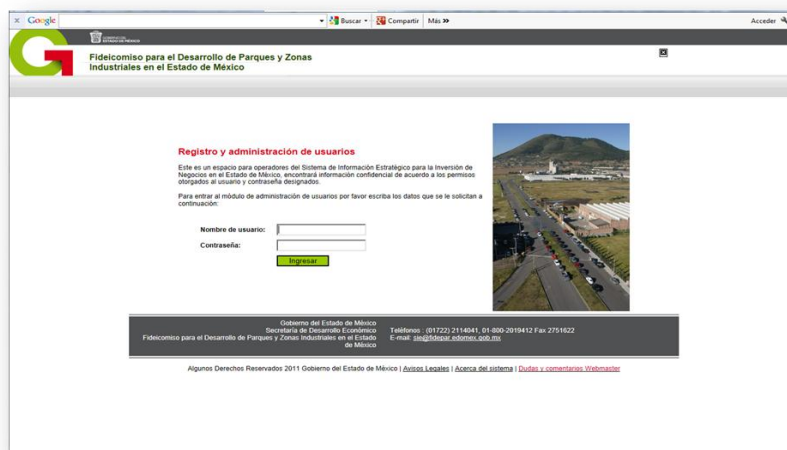 × Google Buscar Compartir Más »» Acceder
GOBIERNO DEL
ESTADO DE MÉXICO
Fideicomiso para el Desarrollo de Parques y Zonas
Industriales en el Estado de México
Registro y administración de usuarios
Este es un espacio para operadores del Sistema de Información Estratégico para la Inversión de
Negocios en el Estado de México, encontrará información confidencial de acuerdo a los permisos
otorgados al usuario y contraseña designados.
Para entrar al módulo de administración de usuarios por favor escriba los datos que se le solicitan a
continuación:
Nombre de usuario:
Contraseña:
Ingresar
Gobierno del Estado de México
Secretaría de Desarrollo Económico
Fideicomiso para el Desarrollo de Parques y Zonas Industriales en el Estado
de México
Teléfonos : (01722) 2114041, 01-800-2019412 Fax 2751622
E-mail: sie@fidepar.edomex.gob.mx
Algunos Derechos Reservados 2011 Gobierno del Estado de México | Avisos Legales | Acerca del sistema | Dudas y comentarios Webmaster